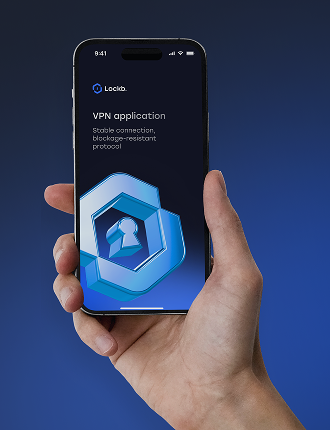 9:41
Lockb.
VPN application
Stable connection,
blockage-resistant
protocol